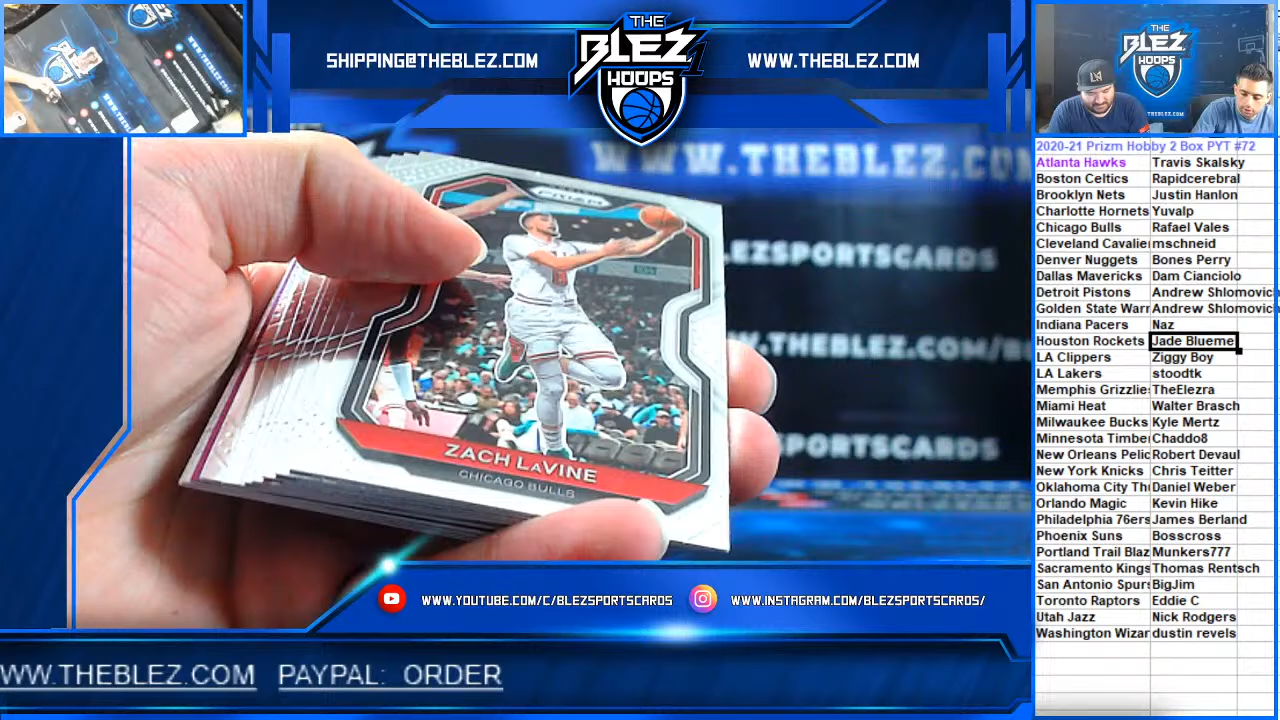 SHIPPING@THEBLEZ.COM
THE
BLEZ
HOOPS
WWW.THEBLEZ.COM
WWW.THEBLEZ.COM
BLEZSPORTSCARDS
PRIZM
ZACH LaVINE
CHICAGO BULLS
WWW.YOUTUBE.COM/C/BLEZSPORTSCARDS
WWW.INSTAGRAM.COM/BLEZSPORTSCARDS/
WW.THEBLEZ.COM PAYPAL: ORDER
THE
BLEZ
HOOPS
2020-21 Prizm Hobby 2 Box PYT #72
Atlanta Hawks Travis Skalsky
Boston Celtics Rapidcerebral
Brooklyn Nets Justin Hanlon
Charlotte Hornets Yuvalp
Chicago Bulls Rafael Vales
Cleveland Cavalie mschneid
Denver Nuggets Bones Perry
Dallas Mavericks Dam Cianciolo
Detroit Pistons Andrew Shlomovich
Golden State Warr Andrew Shlomovich
Indiana Pacers Naz
Houston Rockets Jade Blueme
LA Clippers Ziggy Boy
LA Lakers stoodtk
Memphis Grizzlies TheElezra
Miami Heat Walter Brasch
Milwaukee Bucks Kyle Mertz
Minnesota Timbe Chaddo8
New Orleans Pelic Robert Devaul
New York Knicks Chris Teitter
Oklahoma City Th Daniel Weber
Orlando Magic Kevin Hike
Philadelphia 76ers James Berland
Phoenix Suns Bosscross
Portland Trail Blaz Munkers777
Sacramento Kings Thomas Rentsch
San Antonio Spurs BigJim
Toronto Raptors Eddie C
Utah Jazz Nick Rodgers
Washington Wizar dustin revels